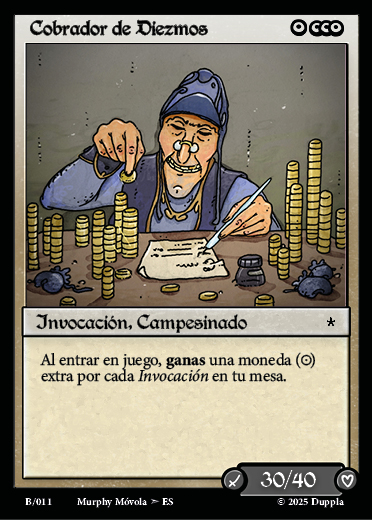 Cobrador de Diezmos
Invocación, Campesinado *
Al entrar en juego, ganas una moneda (⊙)
extra por cada Invocación en tu mesa.
30/40
B/011 Murphy Móvola ➣ ES © 2025 Duppla